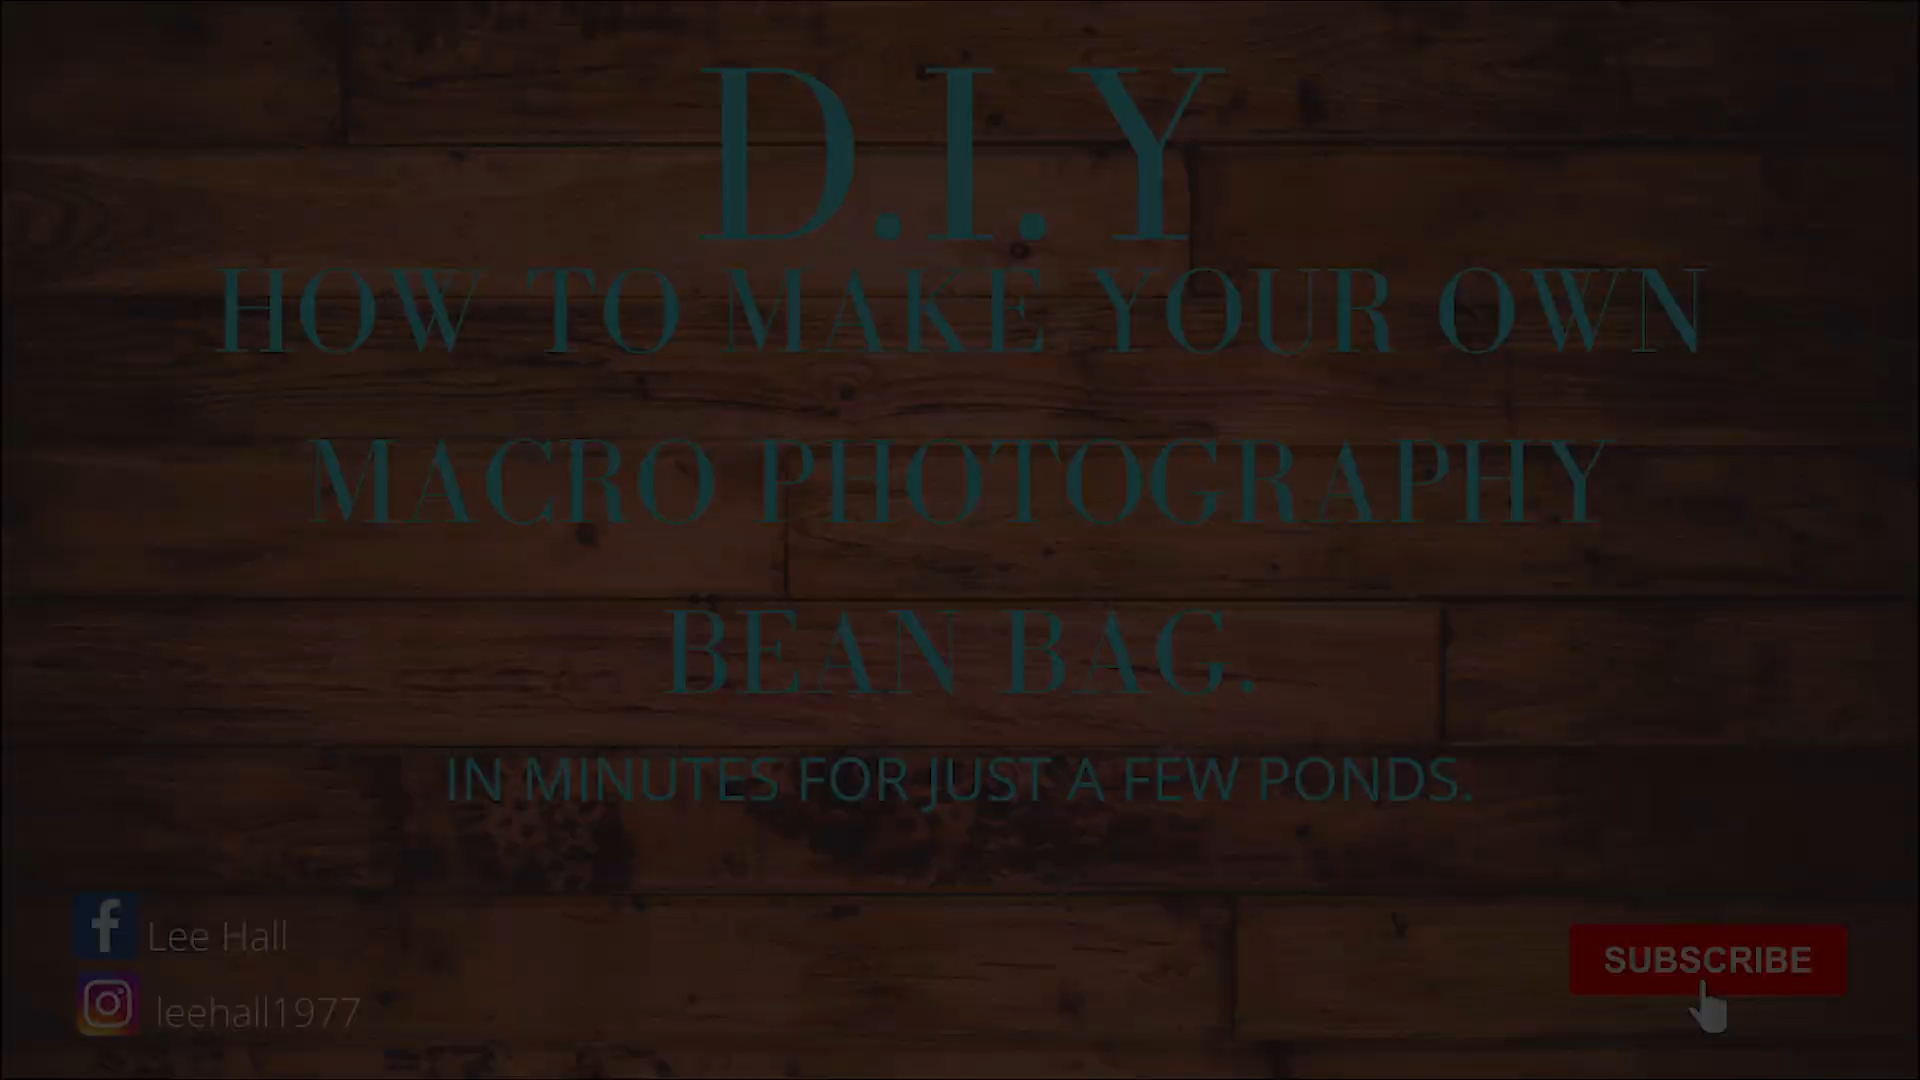 D.I.Y
HOW TO MAKE YOUR OWN
MACRO PHOTOGRAPHY
BEAN BAG.
IN MINUTES FOR JUST A FEW PONDS.
Lee Hall
leehall1977
SUBSCRIBE